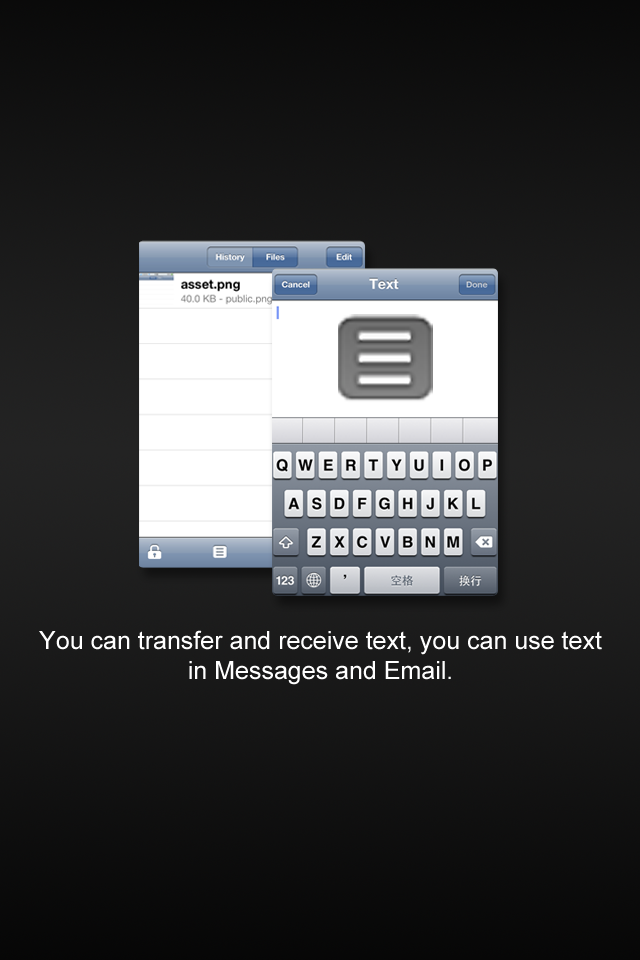 History Files Edit
asset.png
40.0 KB - public.png
Cancel Text Done
Q W E R T Y U I O P
A S D F G H J K L
Z X C V B N M
123 ’ 空格 换行
You can transfer and receive text, you can use text
in Messages and Email.